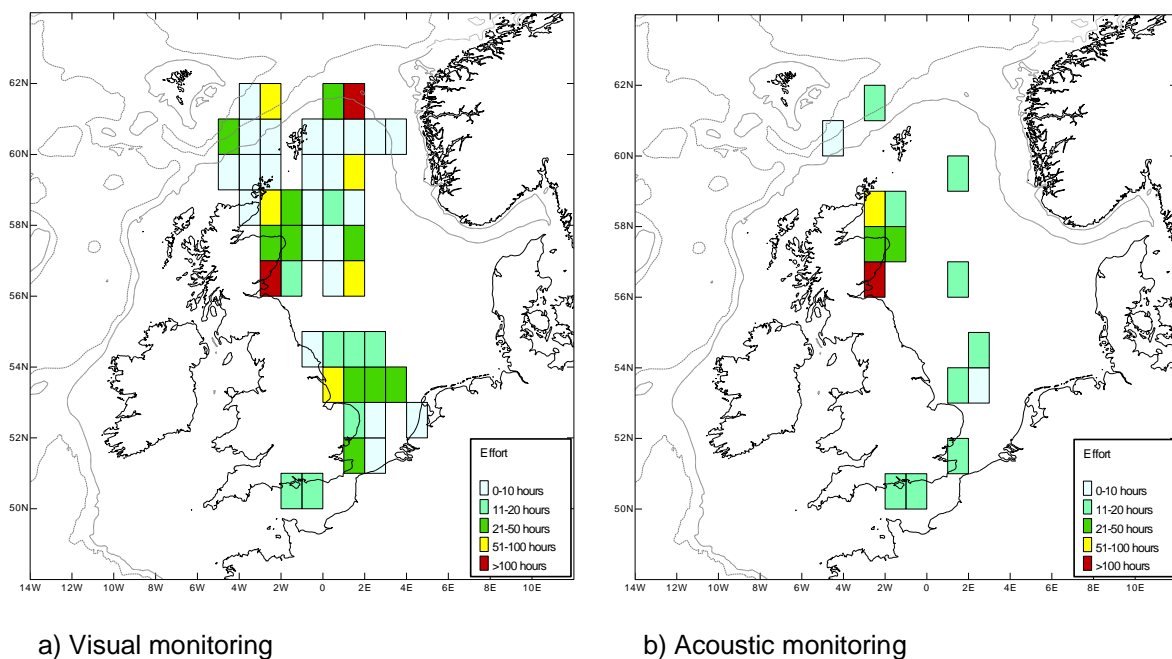 62N
60N
58N
56N
54N
52N
50N
Effort
0-10 hours
11-20 hours
21-50 hours
51-100 hours
>100 hours
14W 12W 10W 8W 6W 4W 2W 0 2E 4E 6E 8E 10E
a) Visual monitoring
62N
60N
58N
56N
54N
52N
50N
Effort
0-10 hours
11-20 hours
21-50 hours
51-100 hours
>100 hours
14W 12W 10W 8W 6W 4W 2W 0 2E 4E 6E 8E 10E
b) Acoustic monitoring